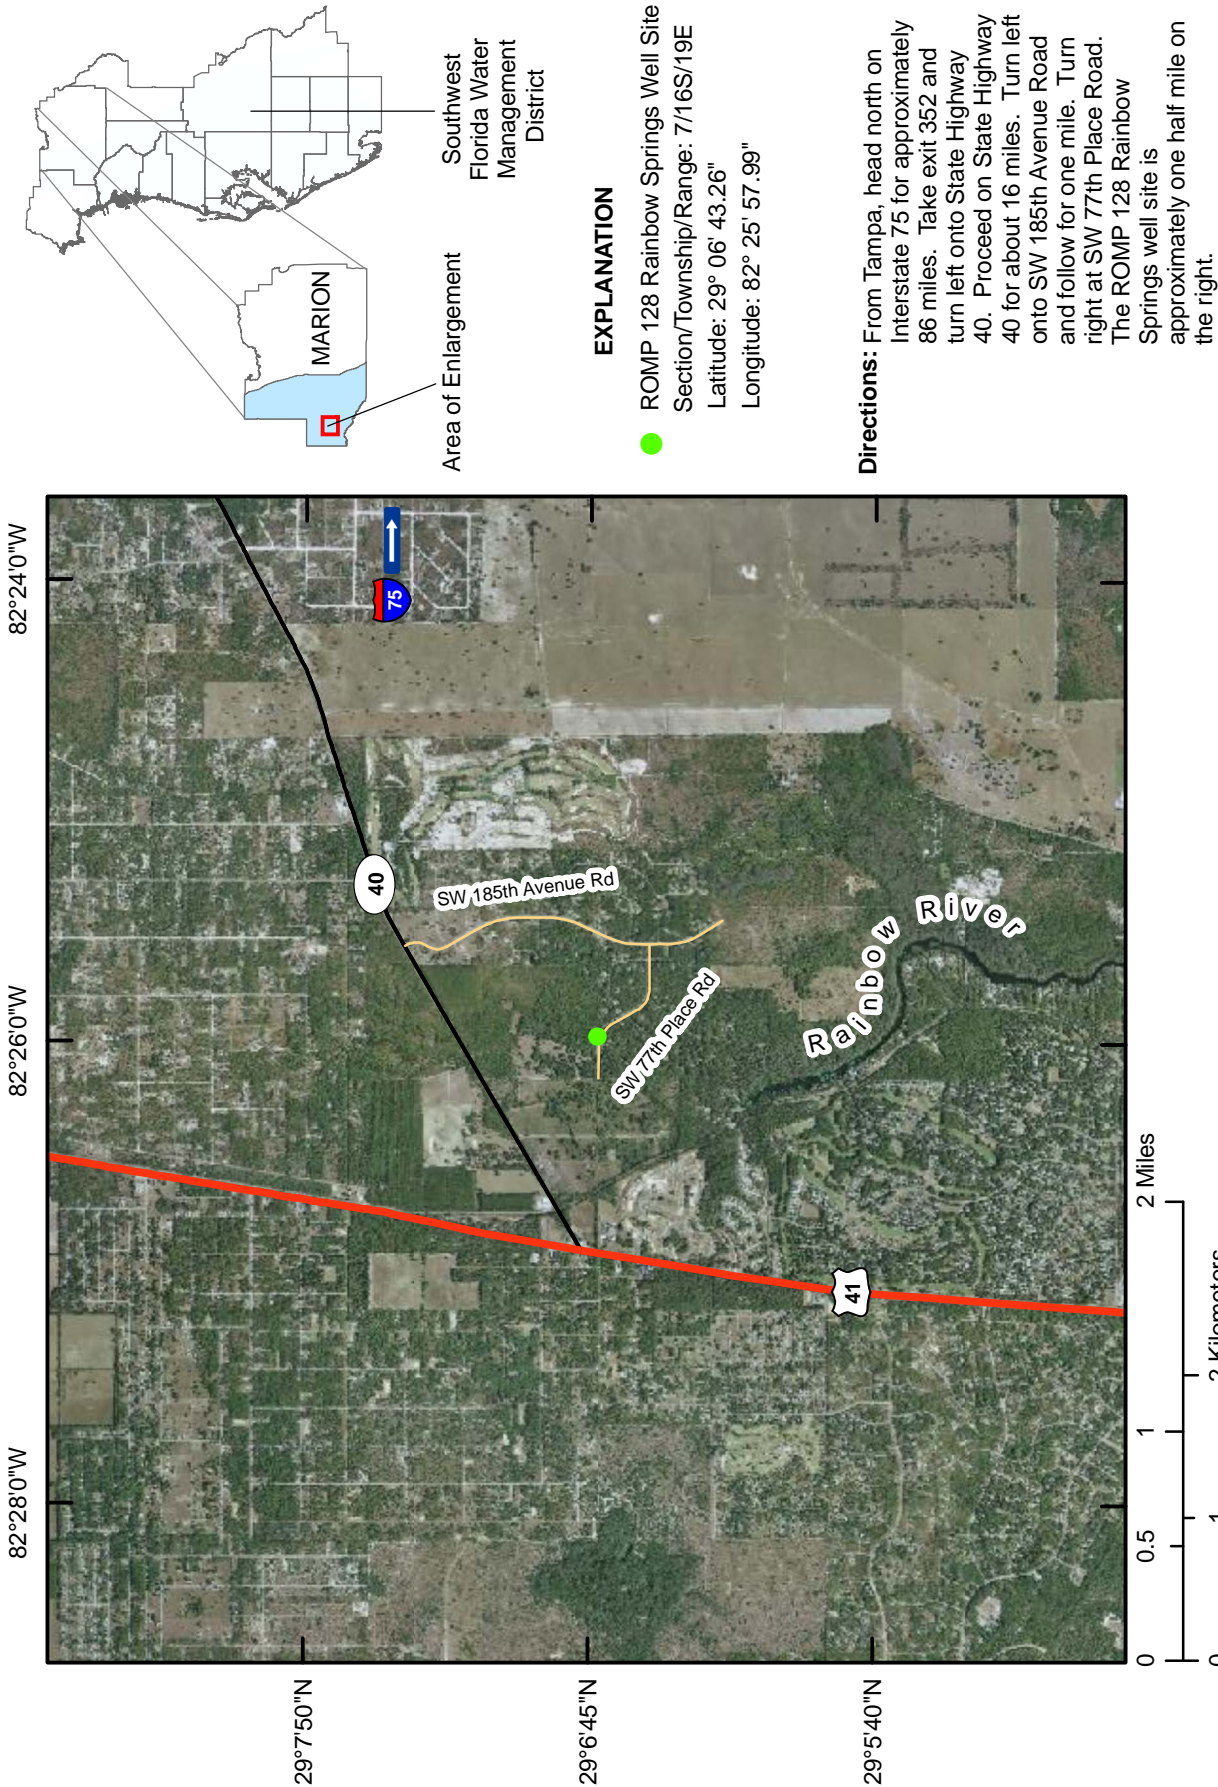 82°28'0"W
82°26'0"W
82°24'0"W
29°7'50"N
29°6'45"N
29°5'40"N
40
75
41
SW 185th Avenue Rd
SW 77th Place Rd
Rainbow River
0
0.5
1
2 Miles
0
1
2 Kilometers
MARION
Area of Enlargement
Southwest
Florida Water
Management
District
EXPLANATION
ROMP 128 Rainbow Springs Well Site
Section/Township/Range: 7/16S/19E
Latitude: 29° 06' 43.26"
Longitude: 82° 25' 57.99"
Directions: From Tampa, head north on
Interstate 75 for approximately
86 miles. Take exit 352 and
turn left onto State Highway
40. Proceed on State Highway
40 for about 16 miles. Turn left
onto SW 185th Avenue Road
and follow for one mile. Turn
right at SW 77th Place Road.
The ROMP 128 Rainbow
Springs well site is
approximately one half mile on
the right.